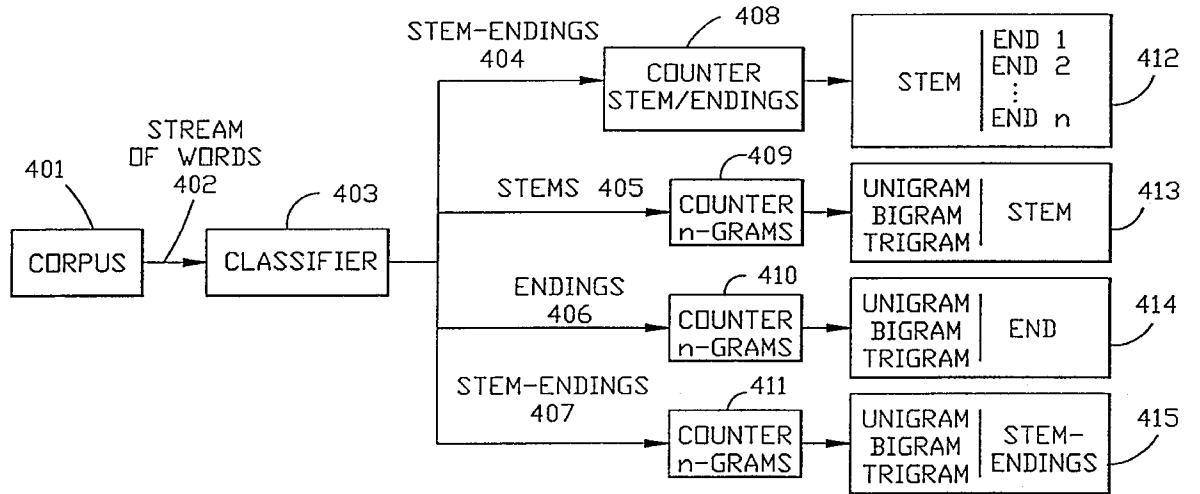 STEM-ENDINGS
404
408
COUNTER
STEM/ENDINGS
STEM
END 1
END 2
⋮
END n
412
STREAM
OF WORDS
402
401
CORPUS
403
CLASSIFIER
STEMS 405
409
COUNTER
n-GRAMS
UNIGRAM
BIGRAM
TRIGRAM
STEM
413
ENDINGS
406
410
COUNTER
n-GRAMS
UNIGRAM
BIGRAM
TRIGRAM
END
414
STEM-ENDINGS
407
411
COUNTER
n-GRAMS
UNIGRAM
BIGRAM
TRIGRAM
STEM-
ENDINGS
415